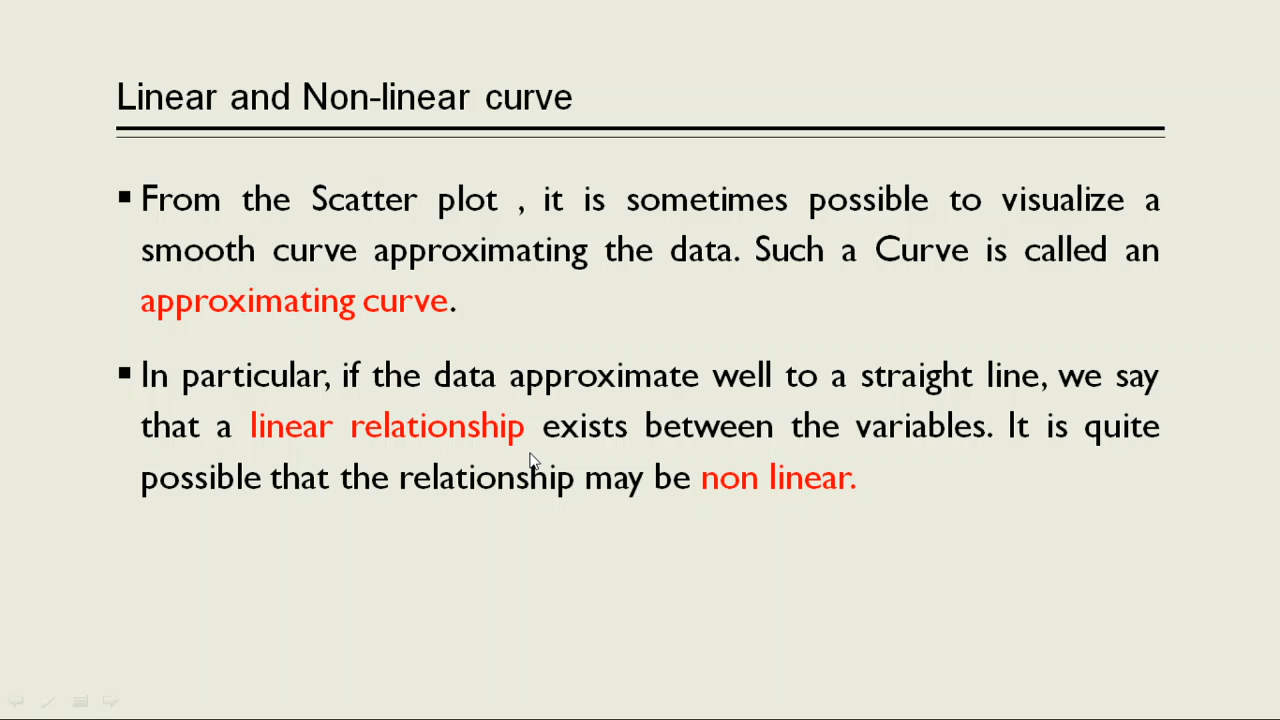 Linear and Non-linear curve
▪ From the Scatter plot , it is sometimes possible to visualize a
smooth curve approximating the data. Such a Curve is called an
approximating curve.
▪ In particular, if the data approximate well to a straight line, we say
that a linear relationship exists between the variables. It is quite
possible that the relationship may be non linear.